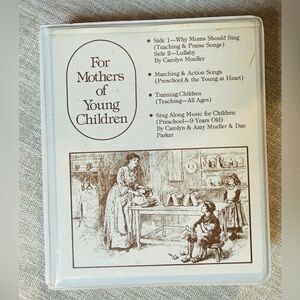 For
Mothers
of
Young
Children
• Side 1—Why Moms Should Sing
(Teaching & Praise Songs)
Side 2—Lullaby
By Carolyn Mueller
• Marching & Action Songs
(Preschool & the Young at Heart)
• Training Children
(Teaching—All Ages)
• Sing Along Music for Children
(Preschool—9 Years Old)
By Carolyn & Amy Mueller & Dan
Parker